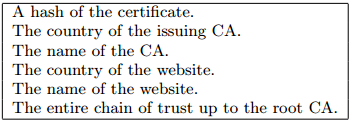 A hash of the certificate.
The country of the issuing CA.
The name of the CA.
The country of the website.
The name of the website.
The entire chain of trust up to the root CA.